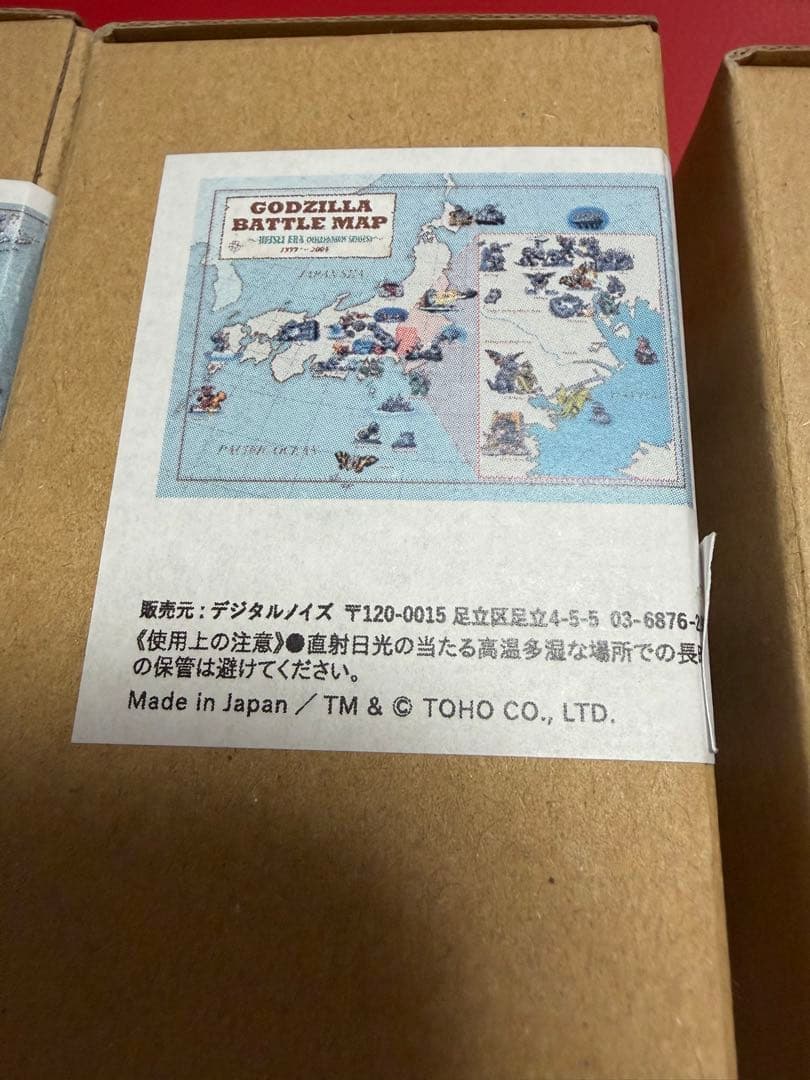 GODZILLA
BATTLE MAP
JAPAN SEA
PACIFIC OCEAN
販売元：デジタルノイズ 〒120-0015 足立区足立4-5-5 03-6876-
《使用上の注意》●直射日光の当たる高温多湿な場所での長
の保管は避けてください。
Made in Japan ／ TM & © TOHO CO., LTD.